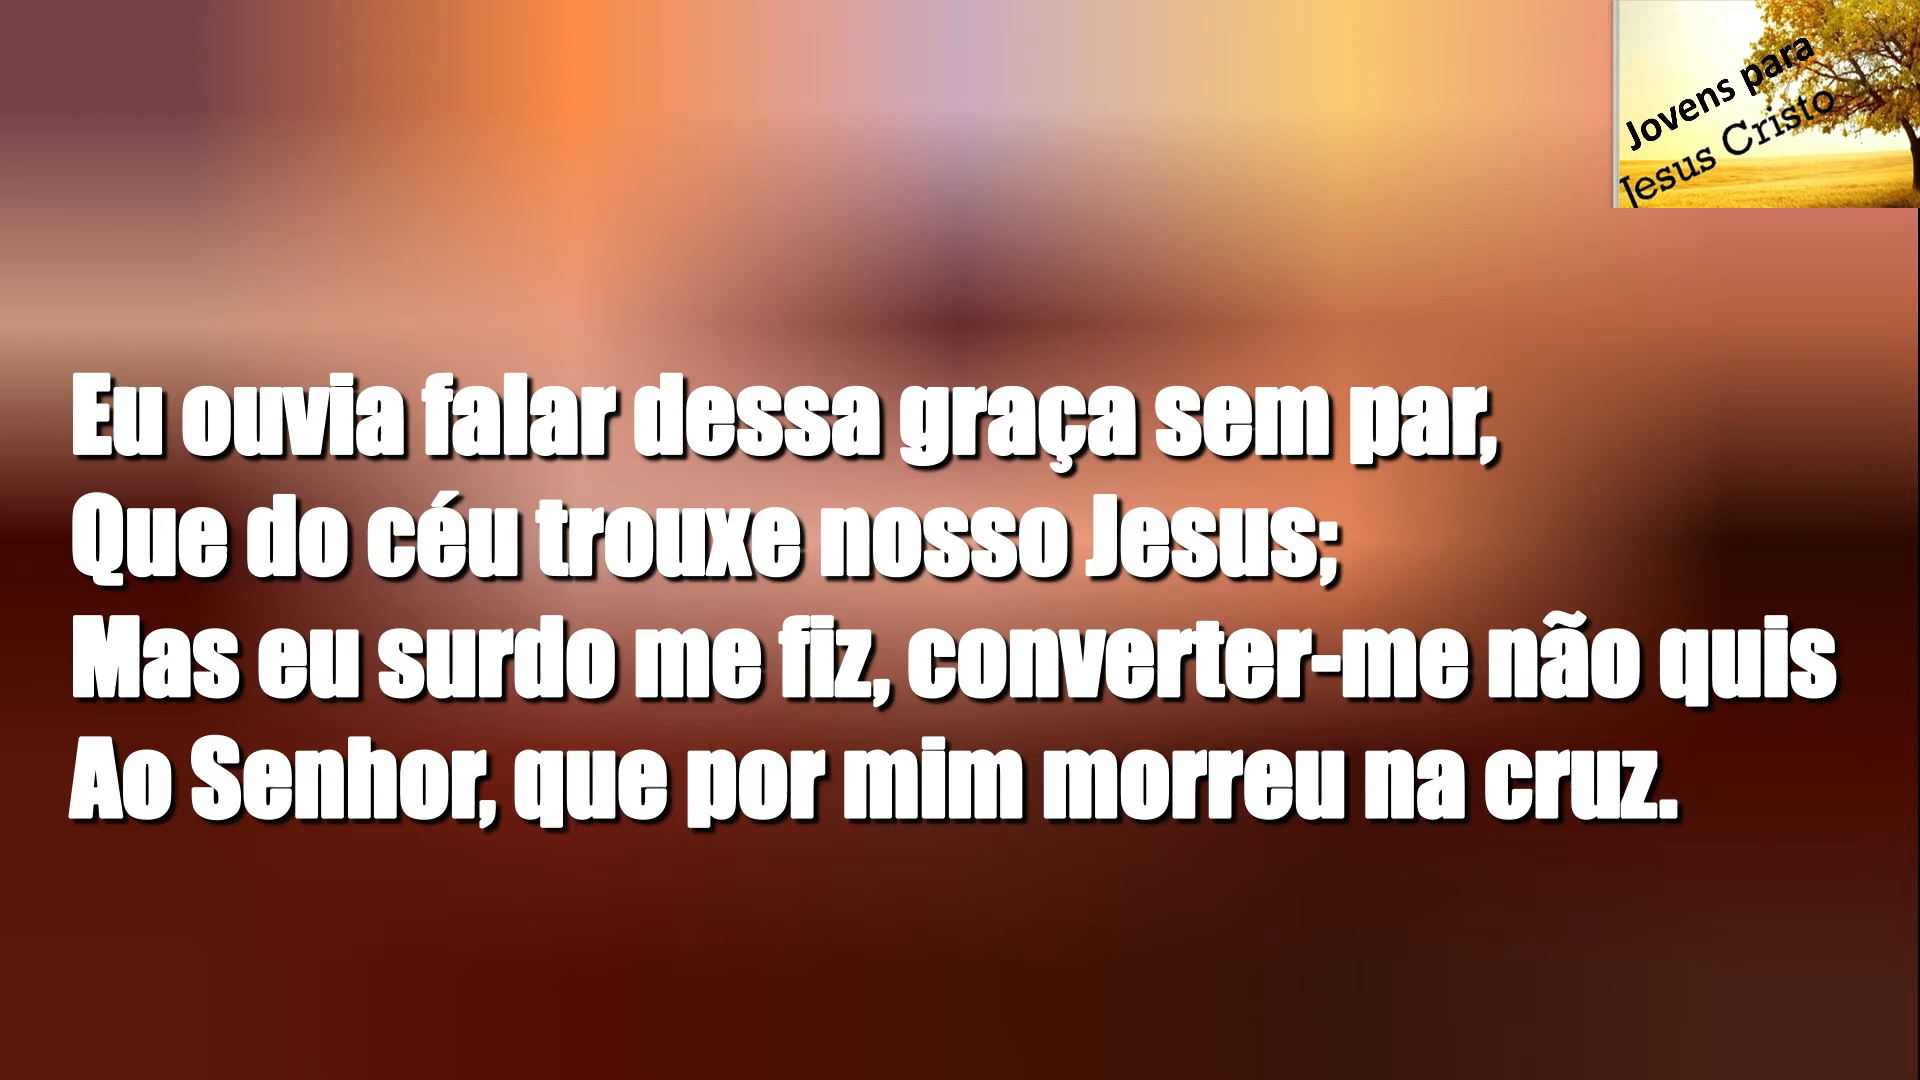 Jovens para
Jesus Cristo
Eu ouvia falar dessa graça sem par,
Que do céu trouxe nosso Jesus;
Mas eu surdo me fiz, converter-me não quis
Ao Senhor, que por mim morreu na cruz.